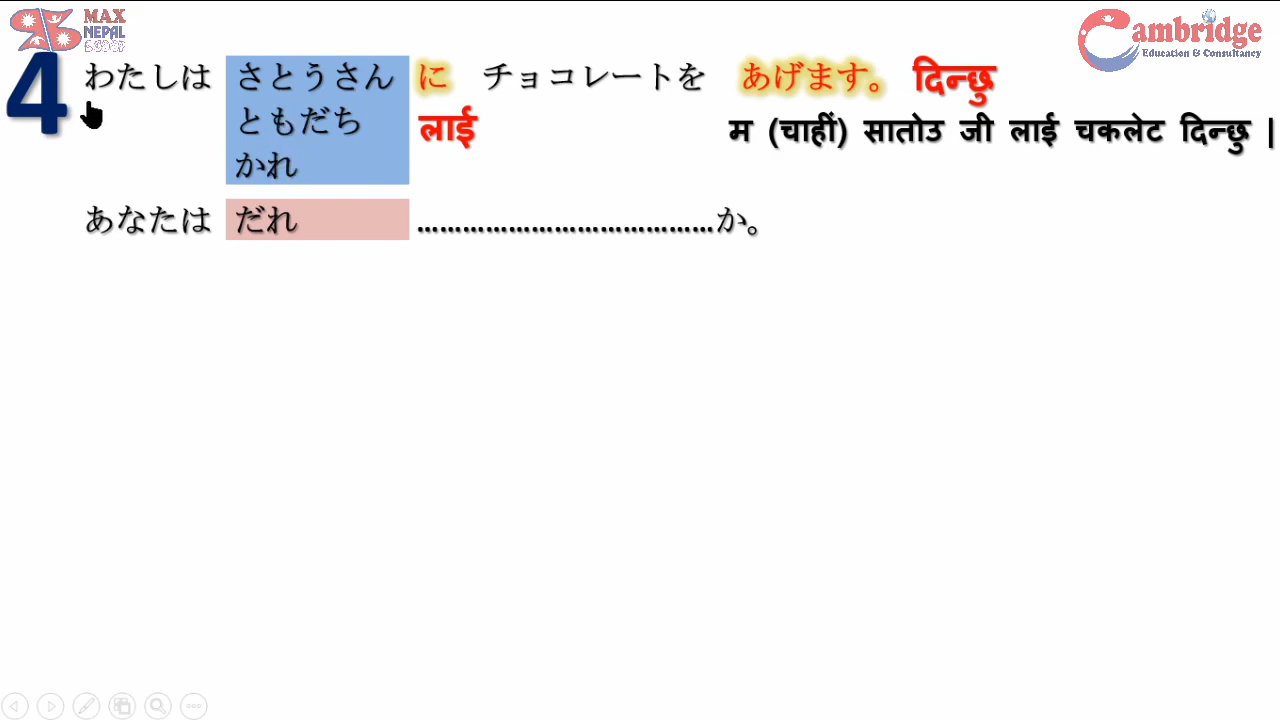 MAX
NEPAL
Cambridge
Education & Consultancy
4
わたしは さとうさん に チョコレートを あげます。 दिन्छु
ともだち लाई म (चाहीं) सातोउ जी लाई चकलेट दिन्छु |
かれ
あなたは だれ .......................................か。